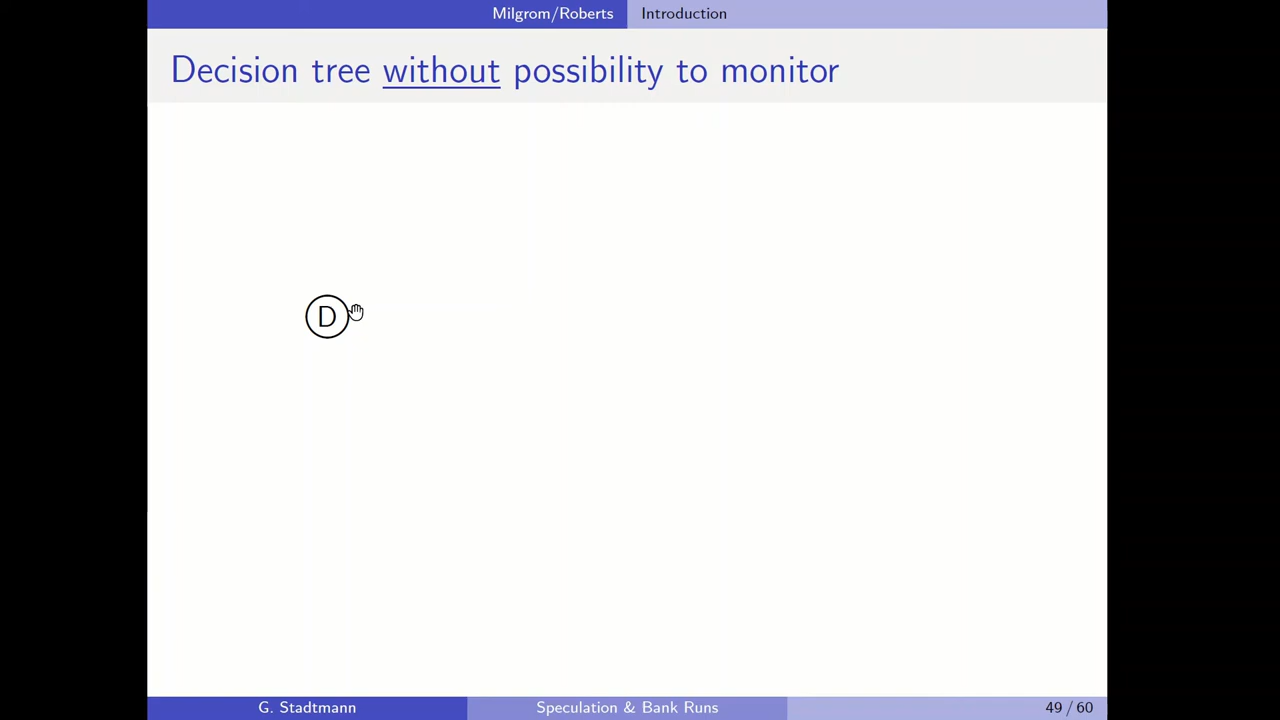 Milgrom/Roberts Introduction
Decision tree without possibility to monitor
D
G. Stadtmann Speculation & Bank Runs 49 / 60